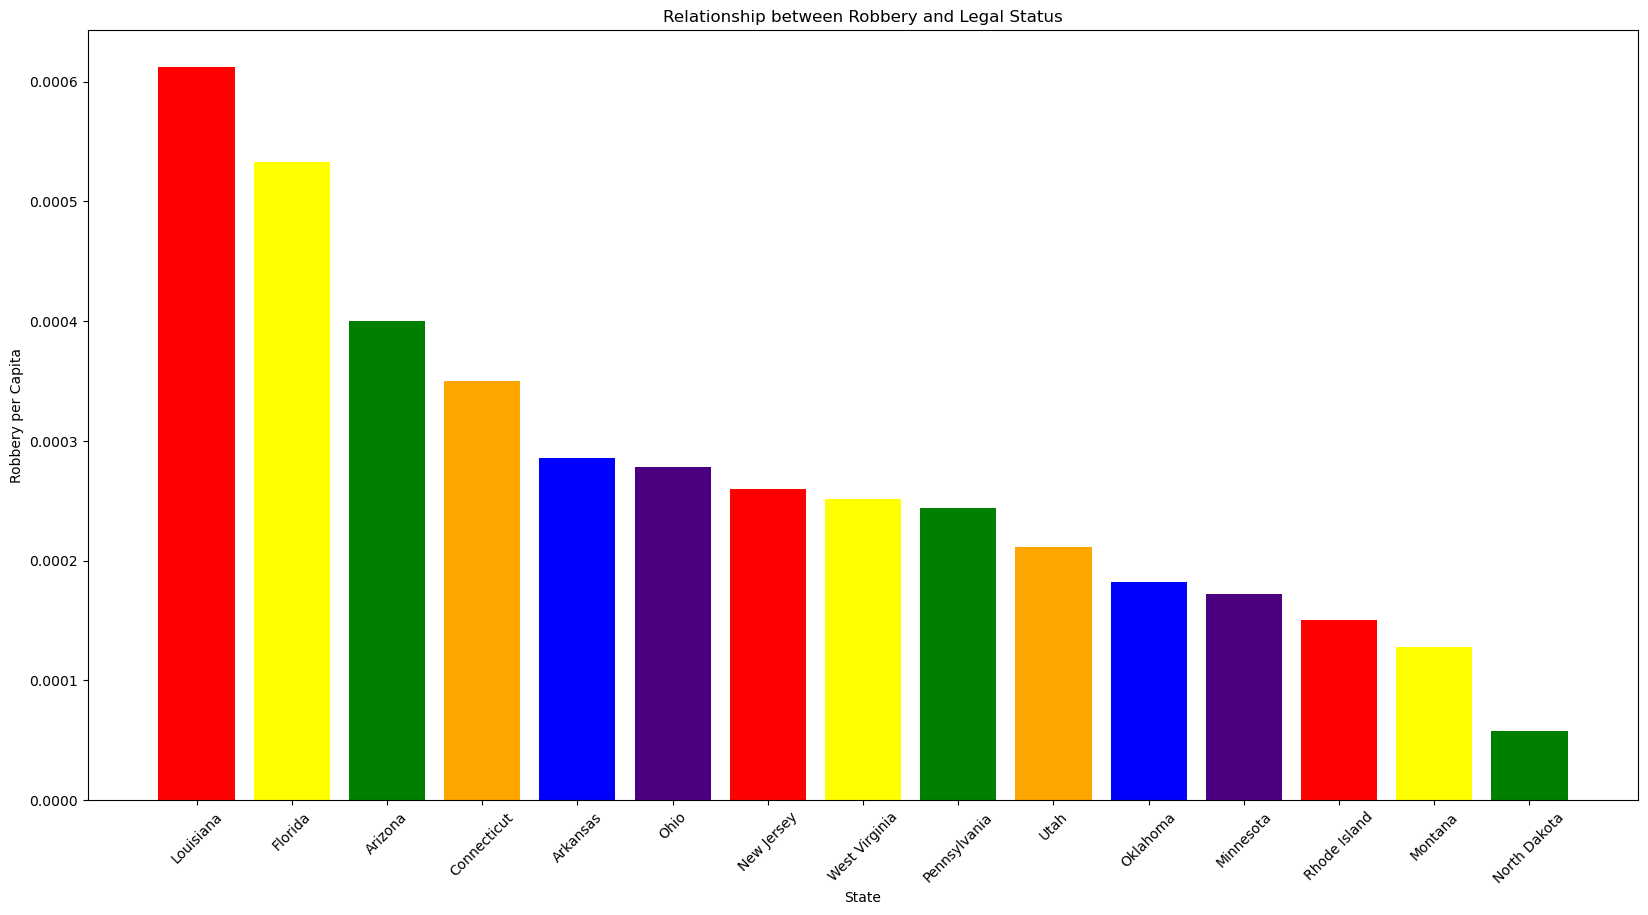 Relationship between Robbery and Legal Status
Robbery per Capita
0.0006
0.0005
0.0004
0.0003
0.0002
0.0001
0.0000
Louisiana
Florida
Arizona
Connecticut
Arkansas
Ohio
New Jersey
West Virginia
Pennsylvania
Utah
Oklahoma
Minnesota
Rhode Island
Montana
North Dakota
State